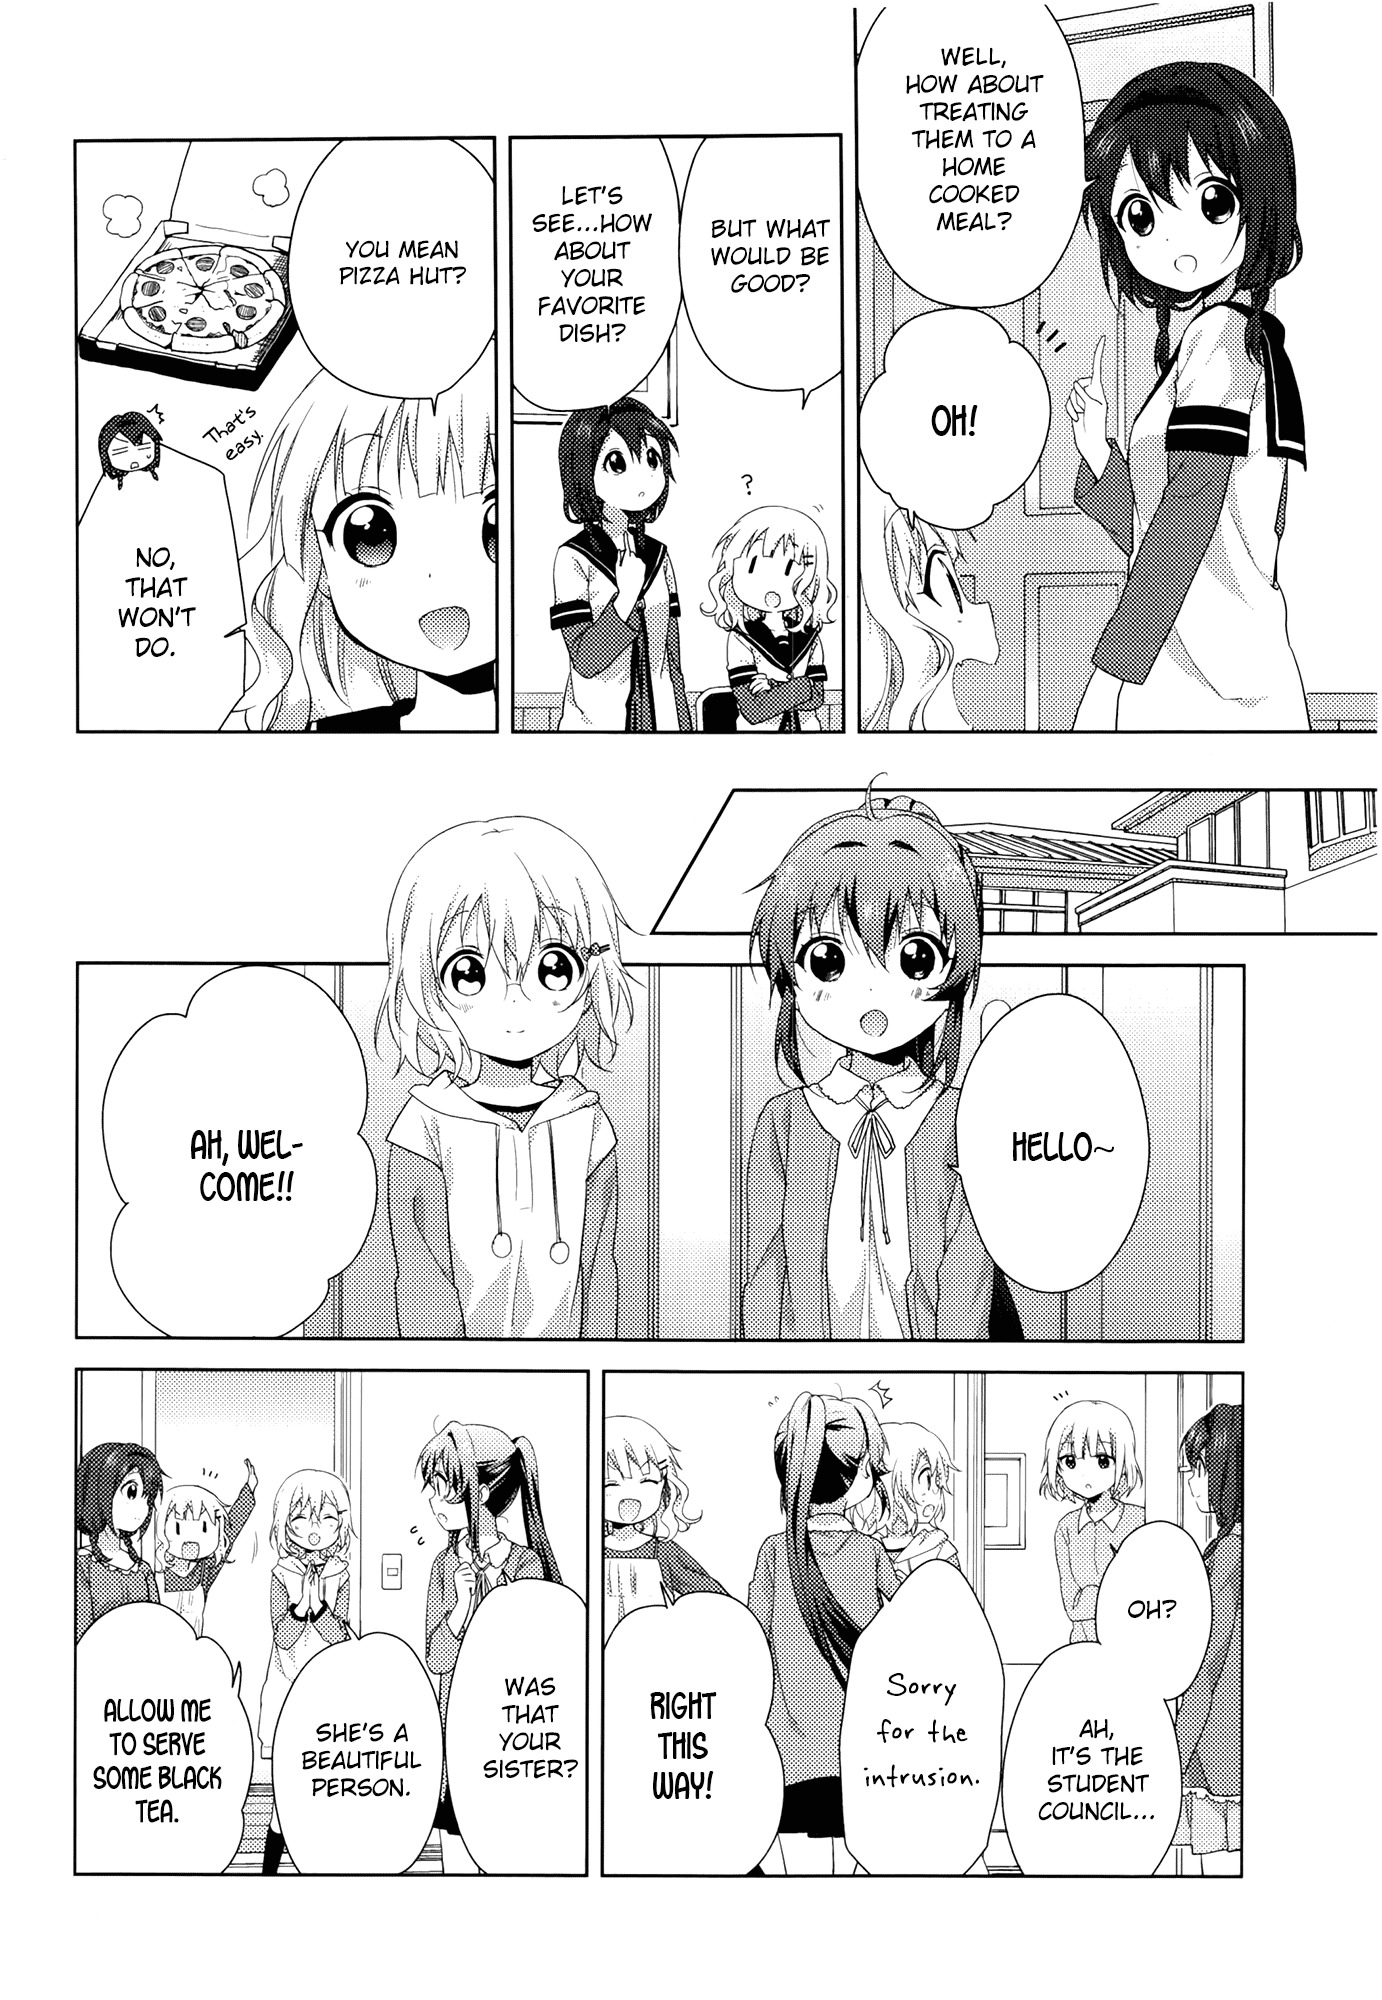 WELL,
HOW ABOUT
TREATING
THEM TO A
HOME
COOKED
MEAL?
OH!
BUT WHAT
WOULD BE
GOOD?
LET'S
SEE...HOW
ABOUT
YOUR
FAVORITE
DISH?
?
YOU MEAN
PIZZA HUT?
That's
easy.
NO,
THAT
WON'T
DO.
HELLO~
AH, WEL-
COME!!
OH?
AH,
IT'S THE
STUDENT
COUNCIL...
Sorry
for the
intrusion.
RIGHT
THIS
WAY!
WAS
THAT
YOUR
SISTER?
SHE'S A
BEAUTIFUL
PERSON.
ALLOW ME
TO SERVE
SOME BLACK
TEA.